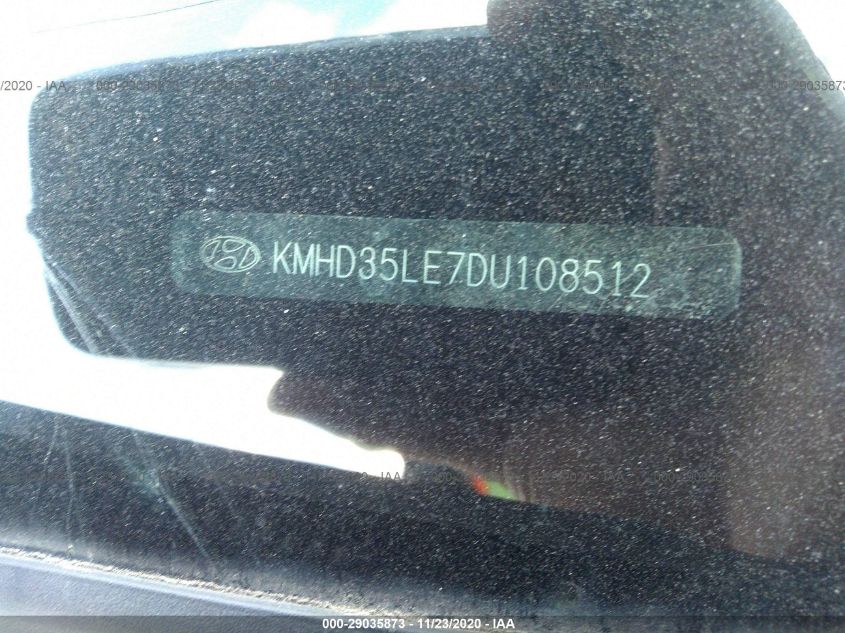 KMHD35LE7DU108512
000-29035873 - 11/23/2020 - IAA